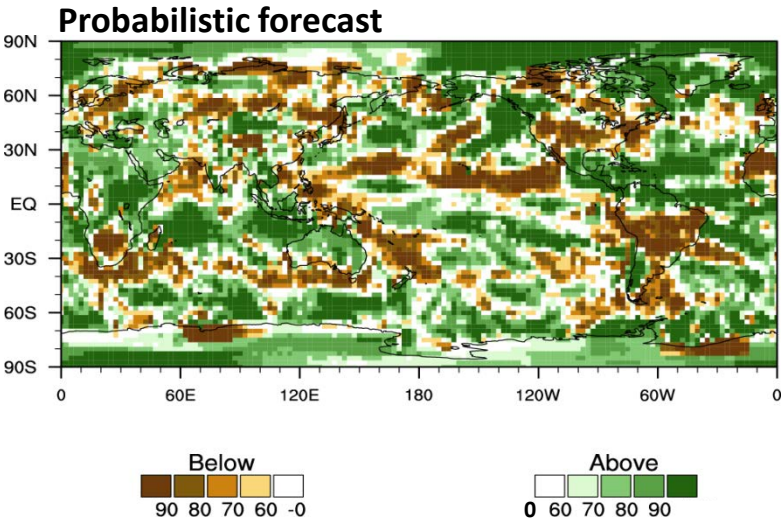 Probabilistic forecast
90N
60N
30N
EQ
30S
60S
90S
0 60E 120E 180 120W 60W 0
Below Above
90 80 70 60 -0 0 60 70 80 90